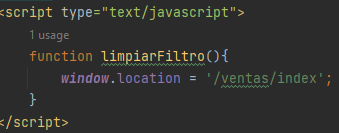 <script type="text/javascript">
1 usage
function limpiarFiltro(){
window.location = '/ventas/index';
}
</script>